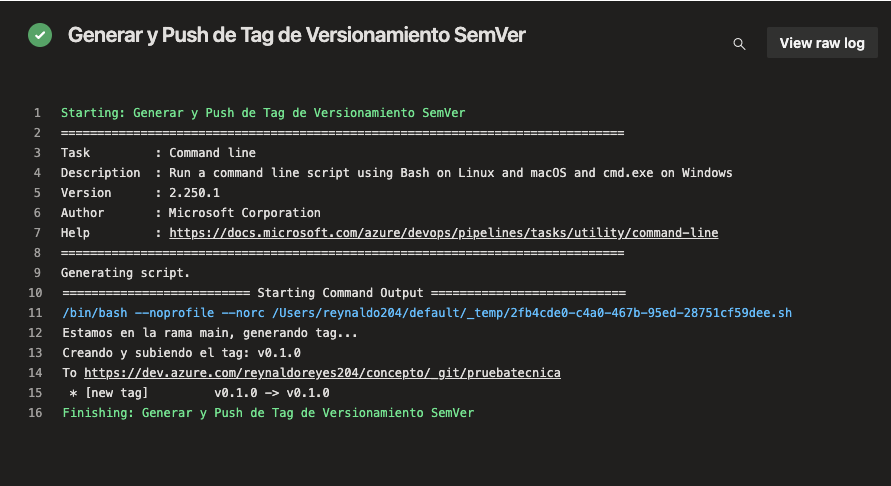 Generar y Push de Tag de Versionamiento SemVer
View raw log
1 Starting: Generar y Push de Tag de Versionamiento SemVer
2 ==============================================================================
3 Task : Command line
4 Description : Run a command line script using Bash on Linux and macOS and cmd.exe on Windows
5 Version : 2.250.1
6 Author : Microsoft Corporation
7 Help : https://docs.microsoft.com/azure/devops/pipelines/tasks/utility/command-line
8 ==============================================================================
9 Generating script.
10 ========================== Starting Command Output ===========================
11 /bin/bash --noprofile --norc /Users/reynaldo204/default/_temp/2fb4cde0-c4a0-467b-95ed-28751cf59dee.sh
12 Estamos en la rama main, generando tag...
13 Creando y subiendo el tag: v0.1.0
14 To https://dev.azure.com/reynaldoreyes204/concepto/_git/pruebatecnica
15 * [new tag] v0.1.0 -> v0.1.0
16 Finishing: Generar y Push de Tag de Versionamiento SemVer